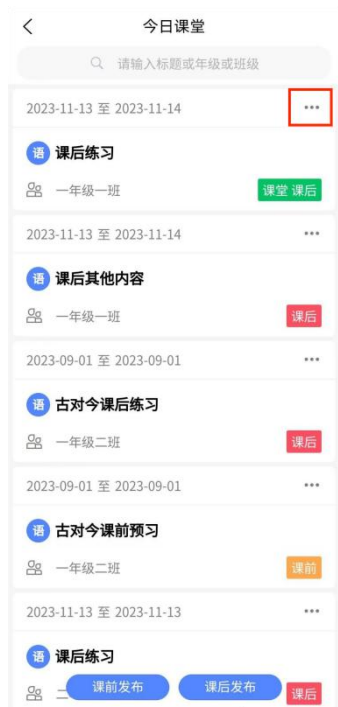 今日课堂
请输入标题或年级或班级
2023-11-13 至 2023-11-14
语 课后练习
一年级一班 课堂 课后
2023-11-13 至 2023-11-14
语 课后其他内容
一年级一班 课后
2023-09-01 至 2023-09-01
语 古对今课后练习
一年级二班 课后
2023-09-01 至 2023-09-01
语 古对今课前预习
一年级二班 课前
2023-11-13 至 2023-11-13
语 课后练习
课前发布 课后发布 课后